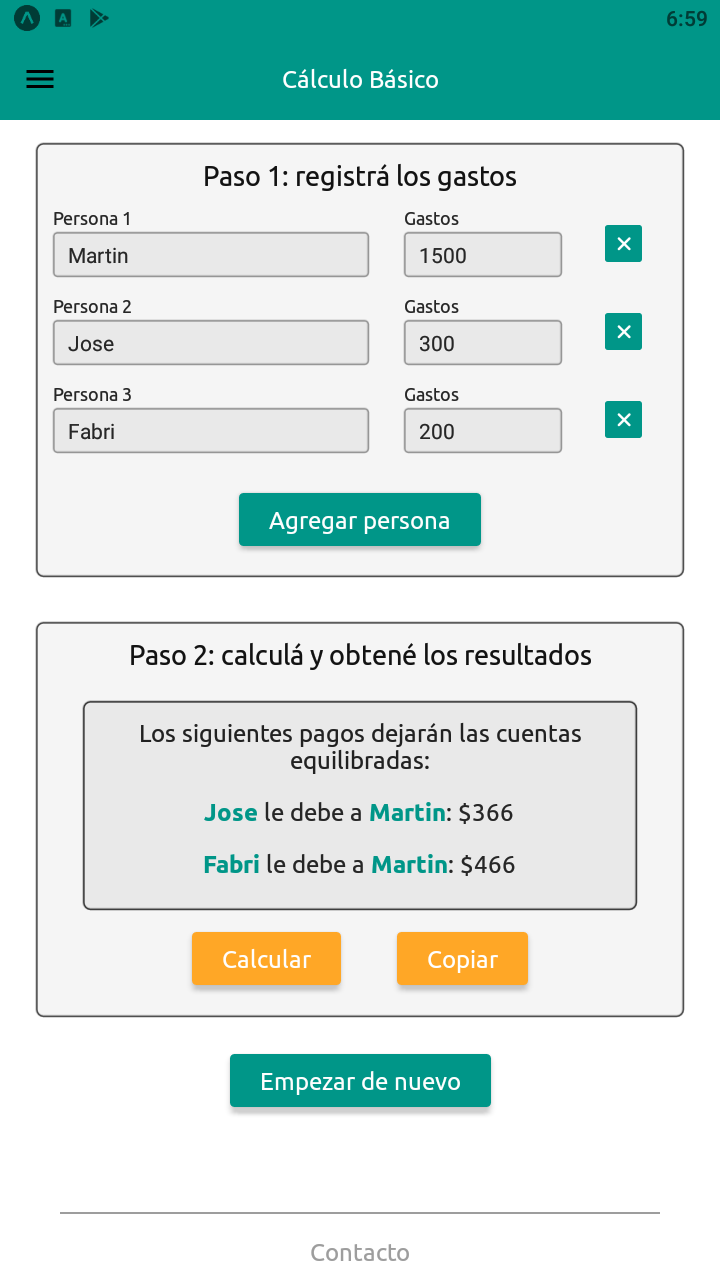 6:59
Cálculo Básico
Paso 1: registrá los gastos
Persona 1 Gastos
Martin 1500
Persona 2 Gastos
Jose 300
Persona 3 Gastos
Fabri 200
Agregar persona
Paso 2: calculá y obtené los resultados
Los siguientes pagos dejarán las cuentas
equilibradas:
Jose le debe a Martin: $366
Fabri le debe a Martin: $466
Calcular Copiar
Empezar de nuevo
Contacto